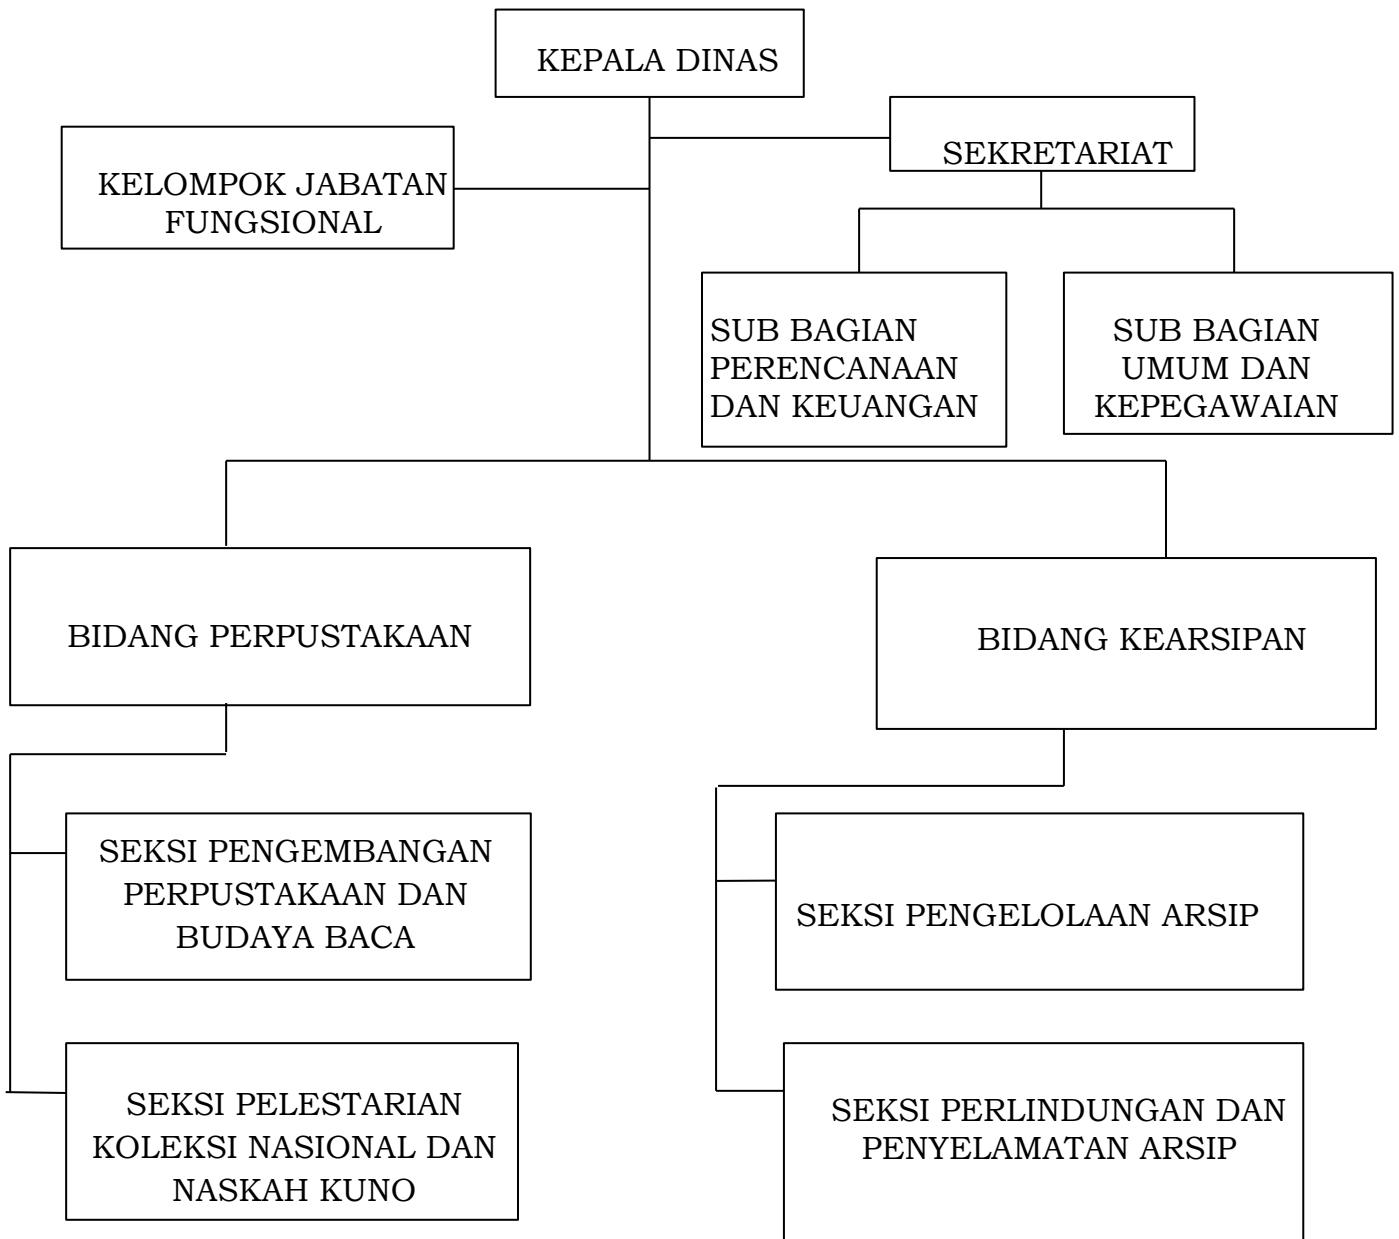 KEPALA DINAS
SEKRETARIAT
KELOMPOK JABATAN
FUNGSIONAL
SUB BAGIAN
PERENCANAAN
DAN KEUANGAN
SUB BAGIAN
UMUM DAN
KEPEGAWAIAN
BIDANG PERPUSTAKAAN
BIDANG KEARSIPAN
SEKSI PENGEMBANGAN
PERPUSTAKAAN DAN
BUDAYA BACA
SEKSI PENGELOLAAN ARSIP
SEKSI PELESTARIAN
KOLEKSI NASIONAL DAN
NASKAH KUNO
SEKSI PERLINDUNGAN DAN
PENYELAMATAN ARSIP